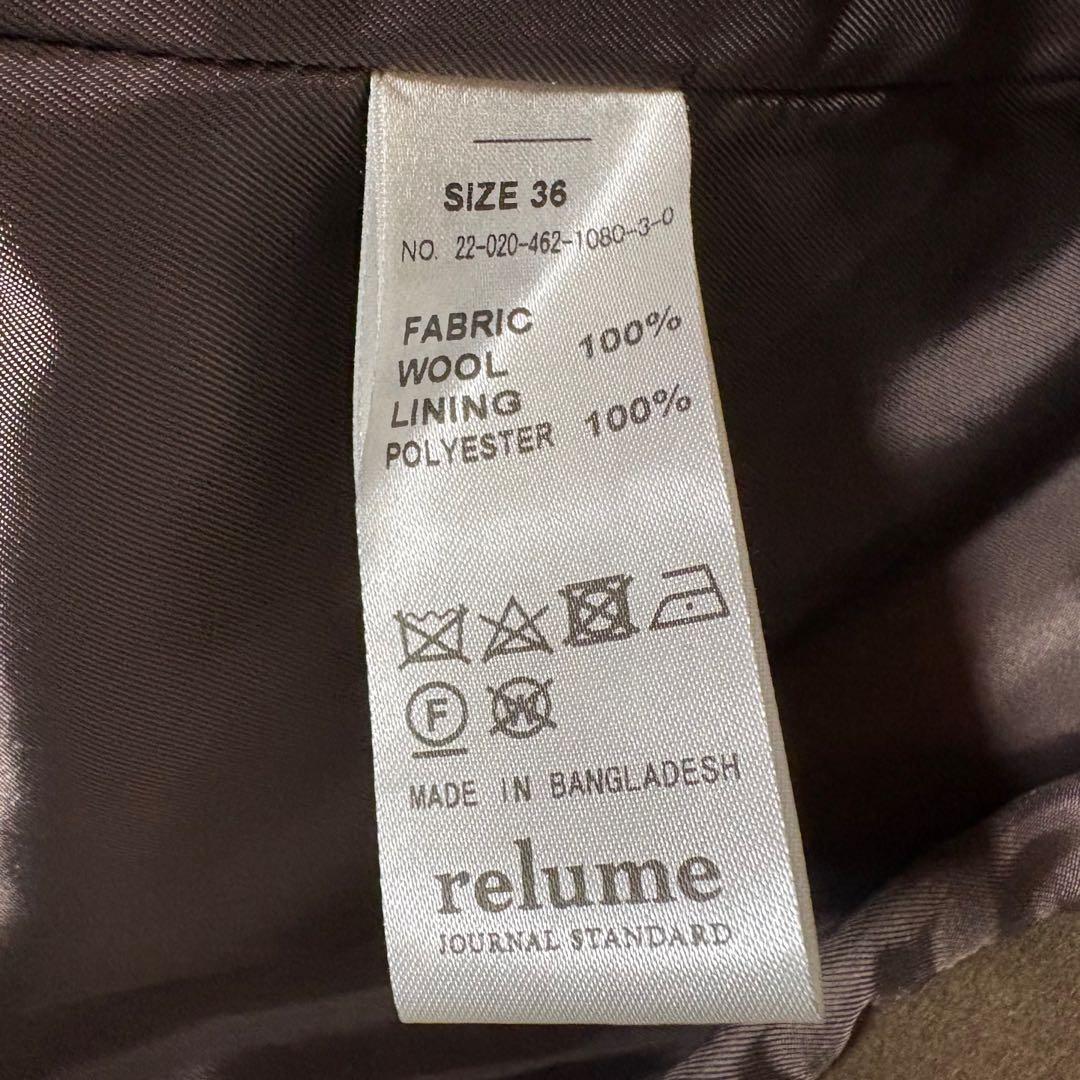 SIZE 36
NO. 22-020-462-1080-3-0
FABRIC
WOOL 100%
LINING
POLYESTER 100%
F W
MADE IN BANGLADESH
relume
JOURNAL STANDARD